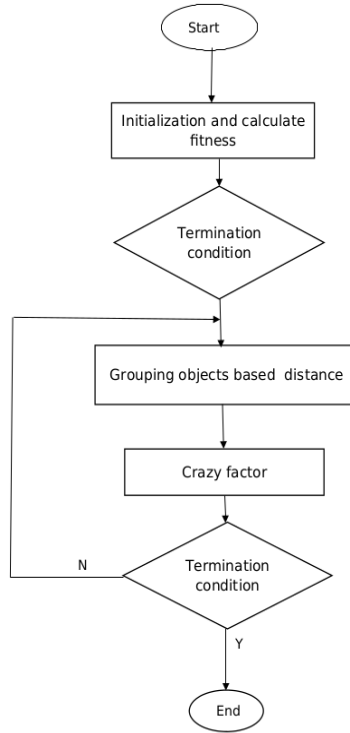 Start
Initialization and calculate
fitness
Termination
condition
Grouping objects based distance
Crazy factor
Termination
condition
N
Y
End